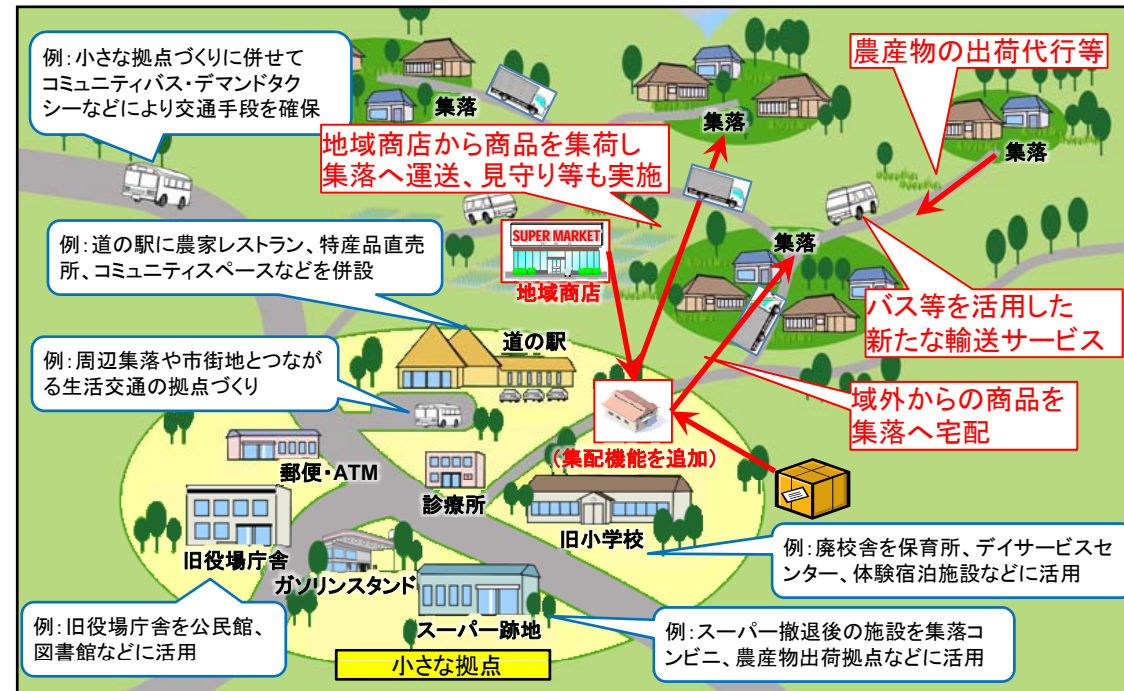 例：小さな拠点づくりに併せて
コミュニティバス・デマンドタク
シーなどにより交通手段を確保
集落
集落
農産物の出荷代行等
集落
地域商店から商品を集荷し
集落へ運送、見守り等も実施
例：道の駅に農家レストラン、特産品直売
所、コミュニティスペースなどを併設
SUPER MARKET
地域商店
集落
バス等を活用した
新たな輸送サービス
道の駅
例：周辺集落や市街地とつなが
る生活交通の拠点づくり
域外からの商品を
集落へ宅配
（集配機能を追加）
郵便・ATM
診療所
旧小学校
旧役場庁舎
ガソリンスタンド
例：廃校舎を保育所、デイサービスセ
ンター、体験宿泊施設などに活用
例：旧役場庁舎を公民館、
図書館などに活用
スーパー跡地
例：スーパー撤退後の施設を集落コ
ンビニ、農産物出荷拠点などに活用
小さな拠点